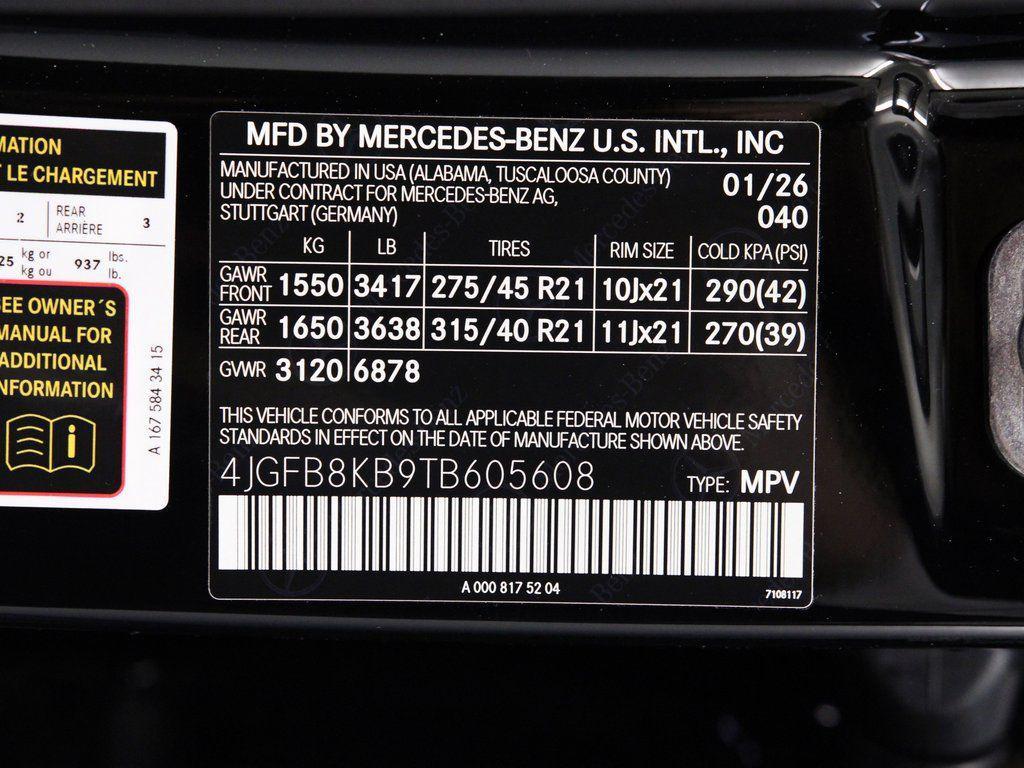 MATION
T LE CHARGEMENT
2 REAR ARRIÈRE 3
25 kg or kg ou 937 lbs. lb.
SEE OWNER´S
MANUAL FOR
ADDITIONAL
INFORMATION
A 167 584 34 15
MFD BY MERCEDES-BENZ U.S. INTL., INC
MANUFACTURED IN USA (ALABAMA, TUSCALOOSA COUNTY)
UNDER CONTRACT FOR MERCEDES-BENZ AG,
STUTTGART (GERMANY)
01/26
040
KG LB TIRES RIM SIZE COLD KPA (PSI)
GAWR FRONT 1550 3417 275/45 R21 10Jx21 290(42)
GAWR REAR 1650 3638 315/40 R21 11Jx21 270(39)
GVWR 3120 6878
THIS VEHICLE CONFORMS TO ALL APPLICABLE FEDERAL MOTOR VEHICLE SAFETY
STANDARDS IN EFFECT ON THE DATE OF MANUFACTURE SHOWN ABOVE.
4JGFB8KB9TB605608 TYPE: MPV
A 000 817 52 04
7108117